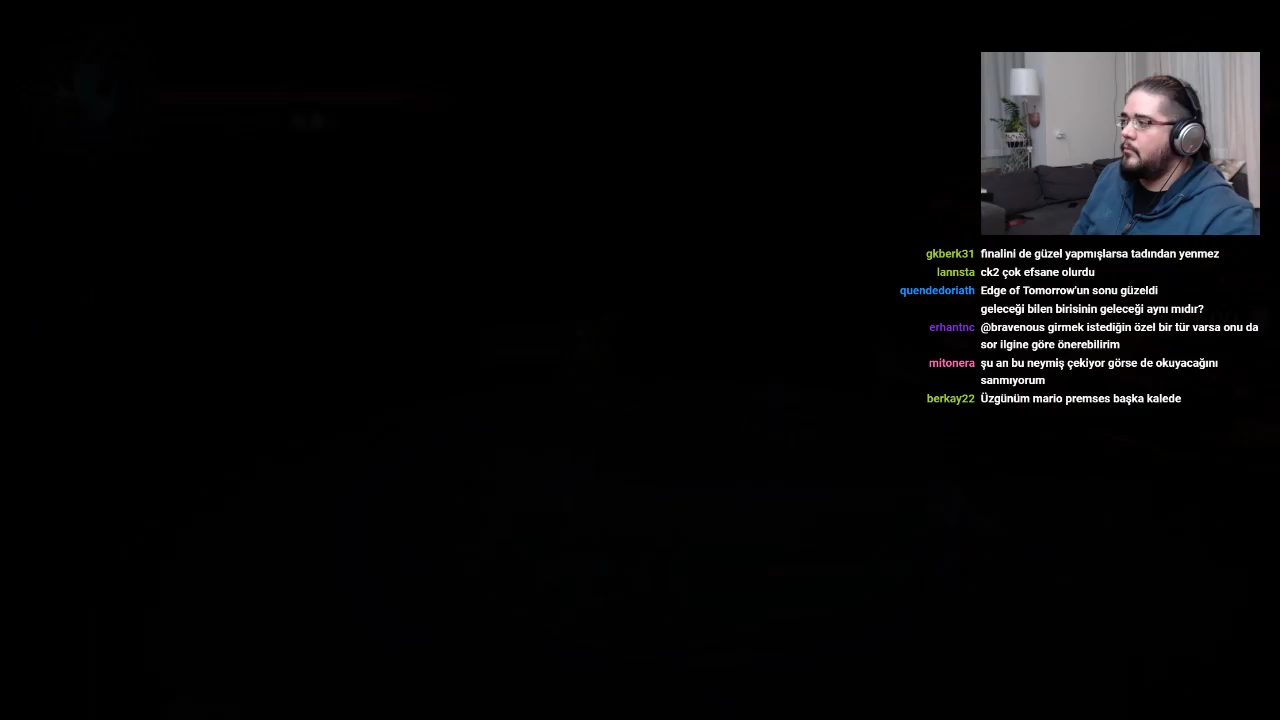 gkberk31 finalini de güzel yapmışlarsa tadından yenmez
lannsta ck2 çok efsane olurdu
quendedoriath Edge of Tomorrow'un sonu güzeldi
geleceği bilen birisinin geleceği aynı mıdır?
erhantnc @bravenous girmek istediğin özel bir tür varsa onu da
sor ilgine göre önerebilirim
mitonera şu an bu neymiş çekiyor görse de okuyacağını
sanmıyorum
berkay22 Üzgünüm mario premses başka kalede